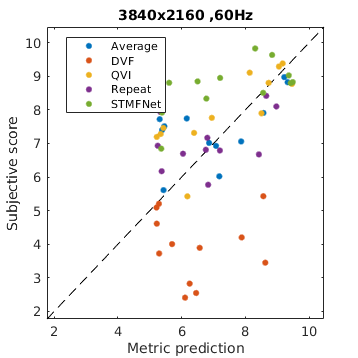 3840x2160 ,60Hz
Average
DVF
QVI
Repeat
STMFNet
Subjective score
10
9
8
7
6
5
4
3
2
2 4 6 8 10
Metric prediction